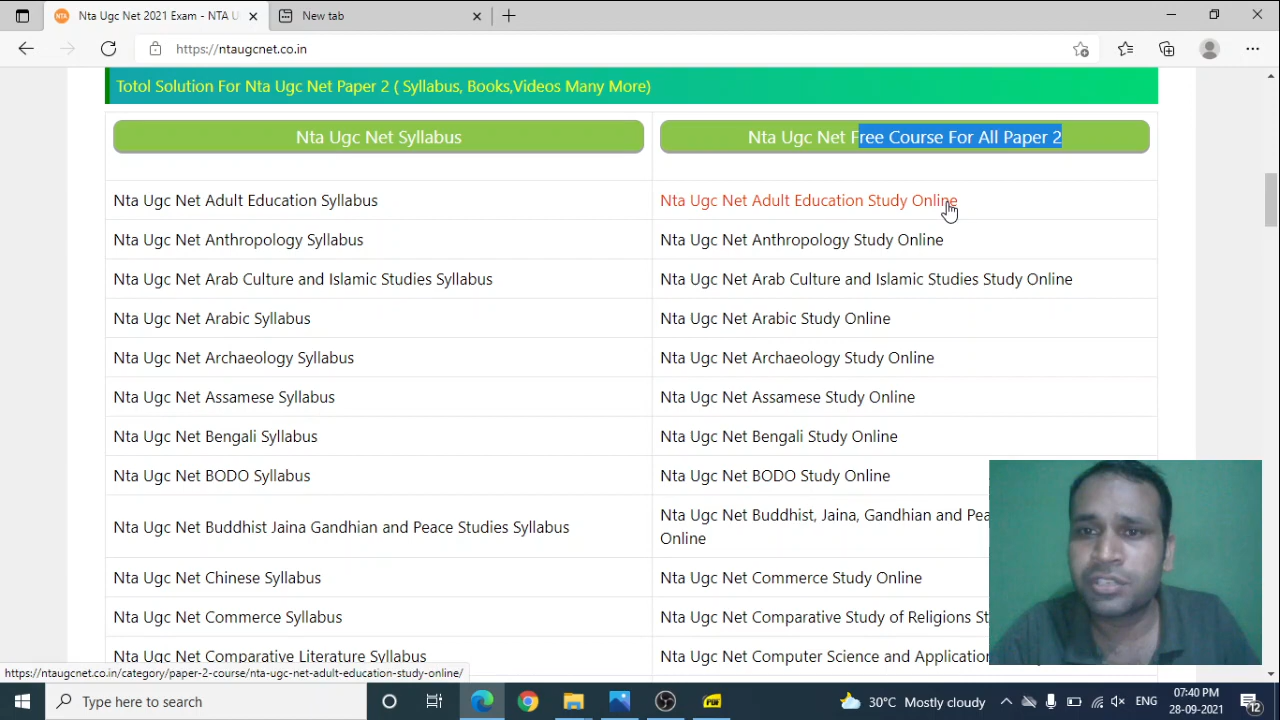 Nta Ugc Net 2021 Exam - NTA U
New tab
https://ntaugcnet.co.in
Totol Solution For Nta Ugc Net Paper 2 ( Syllabus, Books,Videos Many More)
Nta Ugc Net Syllabus
Nta Ugc Net Free Course For All Paper 2
Nta Ugc Net Adult Education Syllabus
Nta Ugc Net Adult Education Study Online
Nta Ugc Net Anthropology Syllabus
Nta Ugc Net Anthropology Study Online
Nta Ugc Net Arab Culture and Islamic Studies Syllabus
Nta Ugc Net Arab Culture and Islamic Studies Study Online
Nta Ugc Net Arabic Syllabus
Nta Ugc Net Arabic Study Online
Nta Ugc Net Archaeology Syllabus
Nta Ugc Net Archaeology Study Online
Nta Ugc Net Assamese Syllabus
Nta Ugc Net Assamese Study Online
Nta Ugc Net Bengali Syllabus
Nta Ugc Net Bengali Study Online
Nta Ugc Net BODO Syllabus
Nta Ugc Net BODO Study Online
Nta Ugc Net Buddhist Jaina Gandhian and Peace Studies Syllabus
Nta Ugc Net Buddhist, Jaina, Gandhian and Pea
Online
Nta Ugc Net Chinese Syllabus
Nta Ugc Net Commerce Study Online
Nta Ugc Net Commerce Syllabus
Nta Ugc Net Comparative Study of Religions St
Nta Ugc Net Comparative Literature Syllabus
Nta Ugc Net Computer Science and Application
https://ntaugcnet.co.in/category/paper-2-course/nta-ugc-net-adult-education-study-online/
Type here to search
30°C Mostly cloudy
ENG
07:40 PM
28-09-2021
12